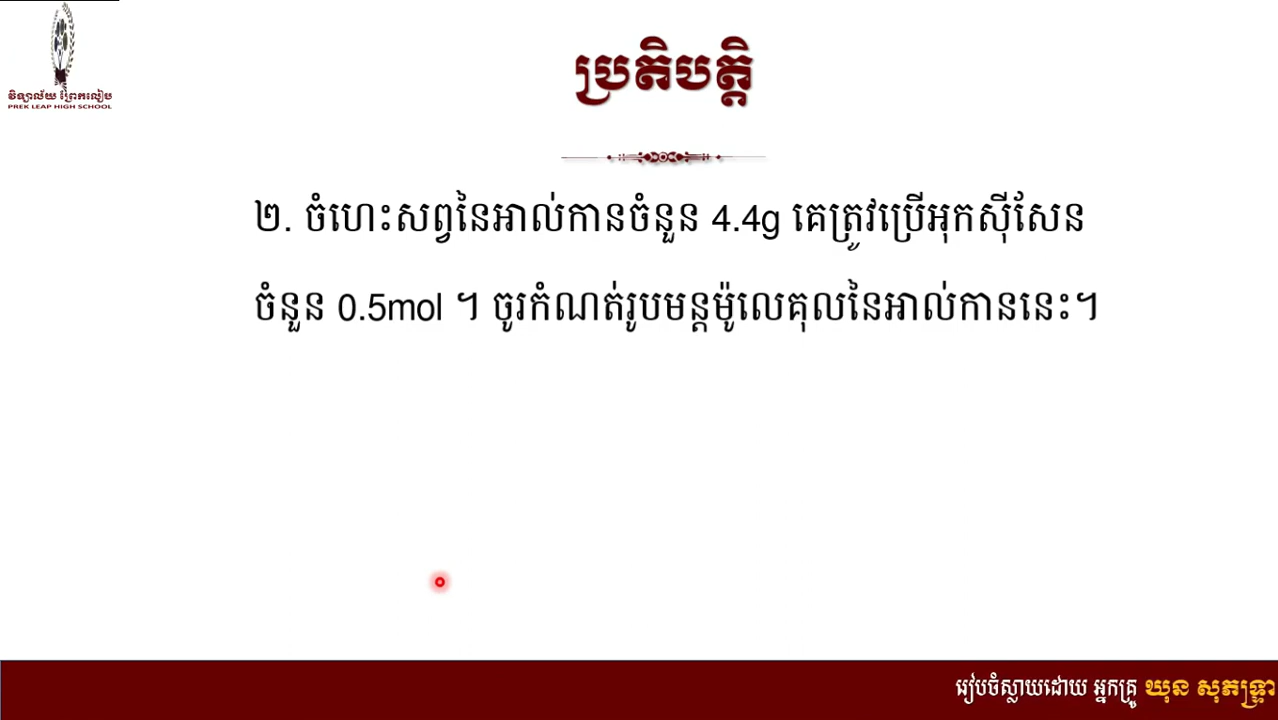 វិទ្យាល័យ ព្រែកលៀប
PREK LEAP HIGH SCHOOL
ប្រតិបត្តិ
២. ចំហេះសព្វនៃអាល់កានចំនួន 4.4g គេត្រូវប្រើអុកស៊ីសែន
ចំនួន 0.5mol ។ ចូរកំណត់រូបមន្តម៉ូលេគុលនៃអាល់កាននេះ។
រៀបចំស្លាយដោយ អ្នកគ្រូ ឃុន សុភទ្រ្ទា